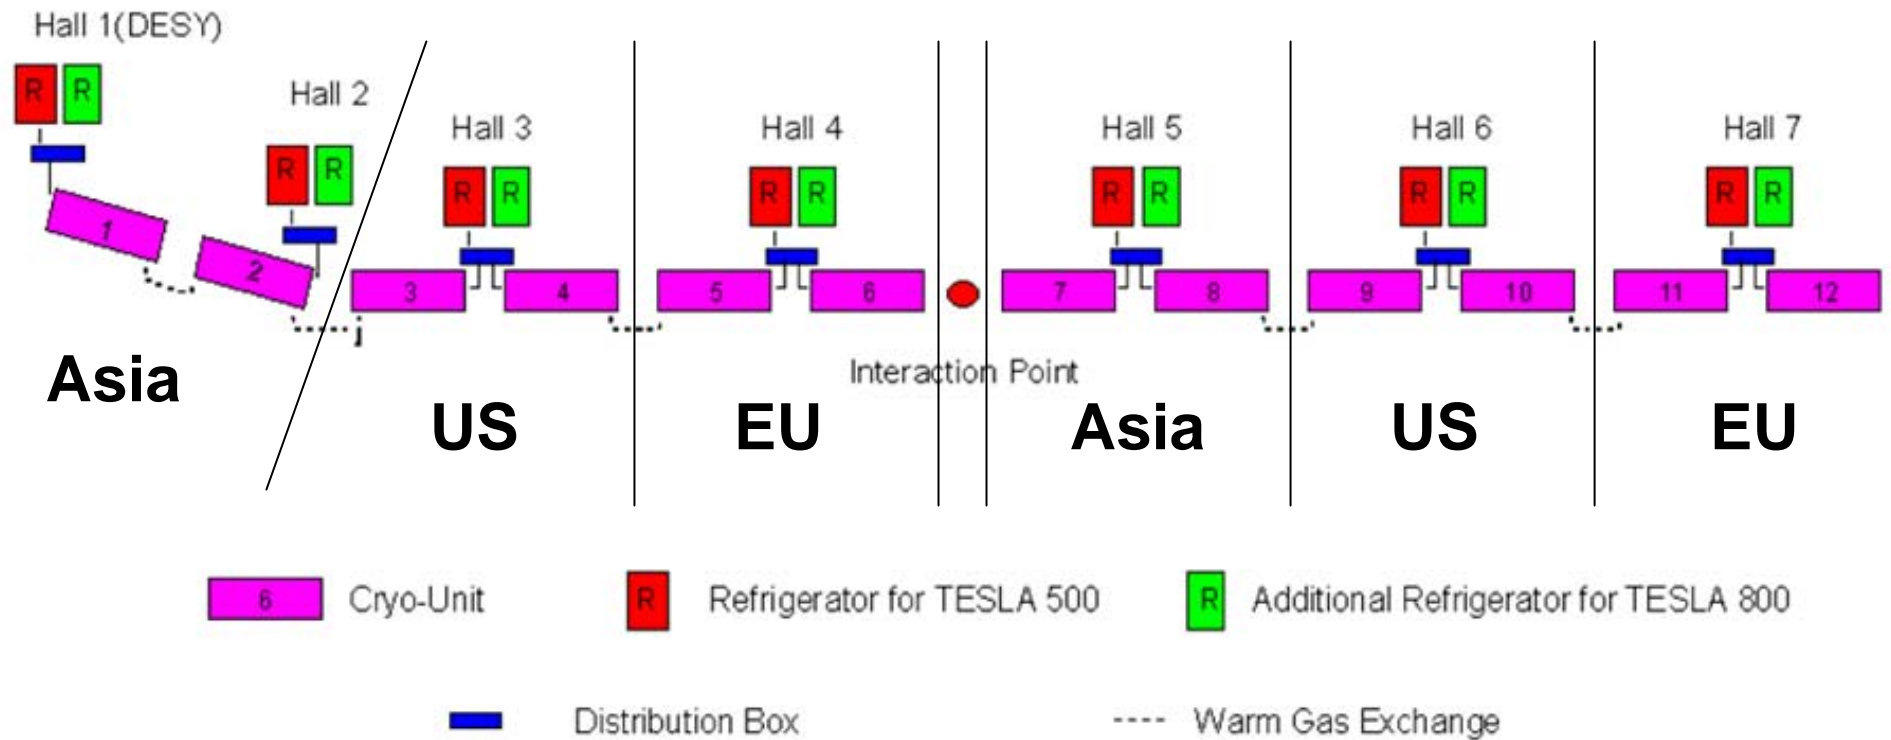 Hall 1(DESY)
R R
Hall 2
R R
Hall 3
R R
Hall 4
R R
Hall 5
R R
Hall 6
R R
Hall 7
R R
1 2 3 4 5 6 7 8 9 10 11 12
Interaction Point
Asia US EU Asia US EU
6 Cryo-Unit R Refrigerator for TESLA 500 R Additional Refrigerator for TESLA 800
Distribution Box Warm Gas Exchange